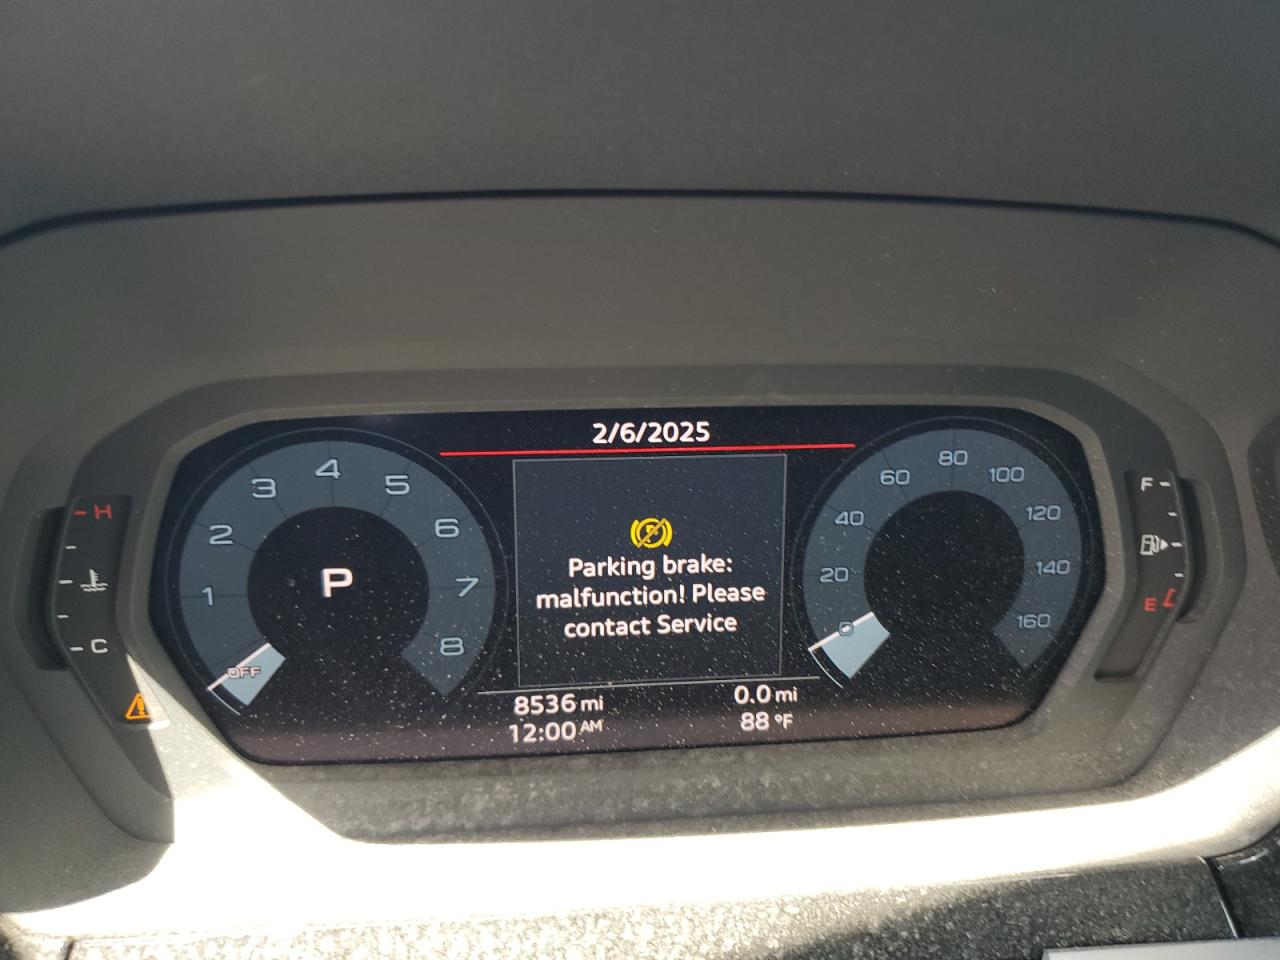 2/6/2025
H
C
4
3
5
2
6
1
7
8
OFF
P
Parking brake:
malfunction! Please
contact Service
8536 mi
0.0 mi
12:00 AM
88 °F
80
60
100
40
120
20
140
0
160
F
E